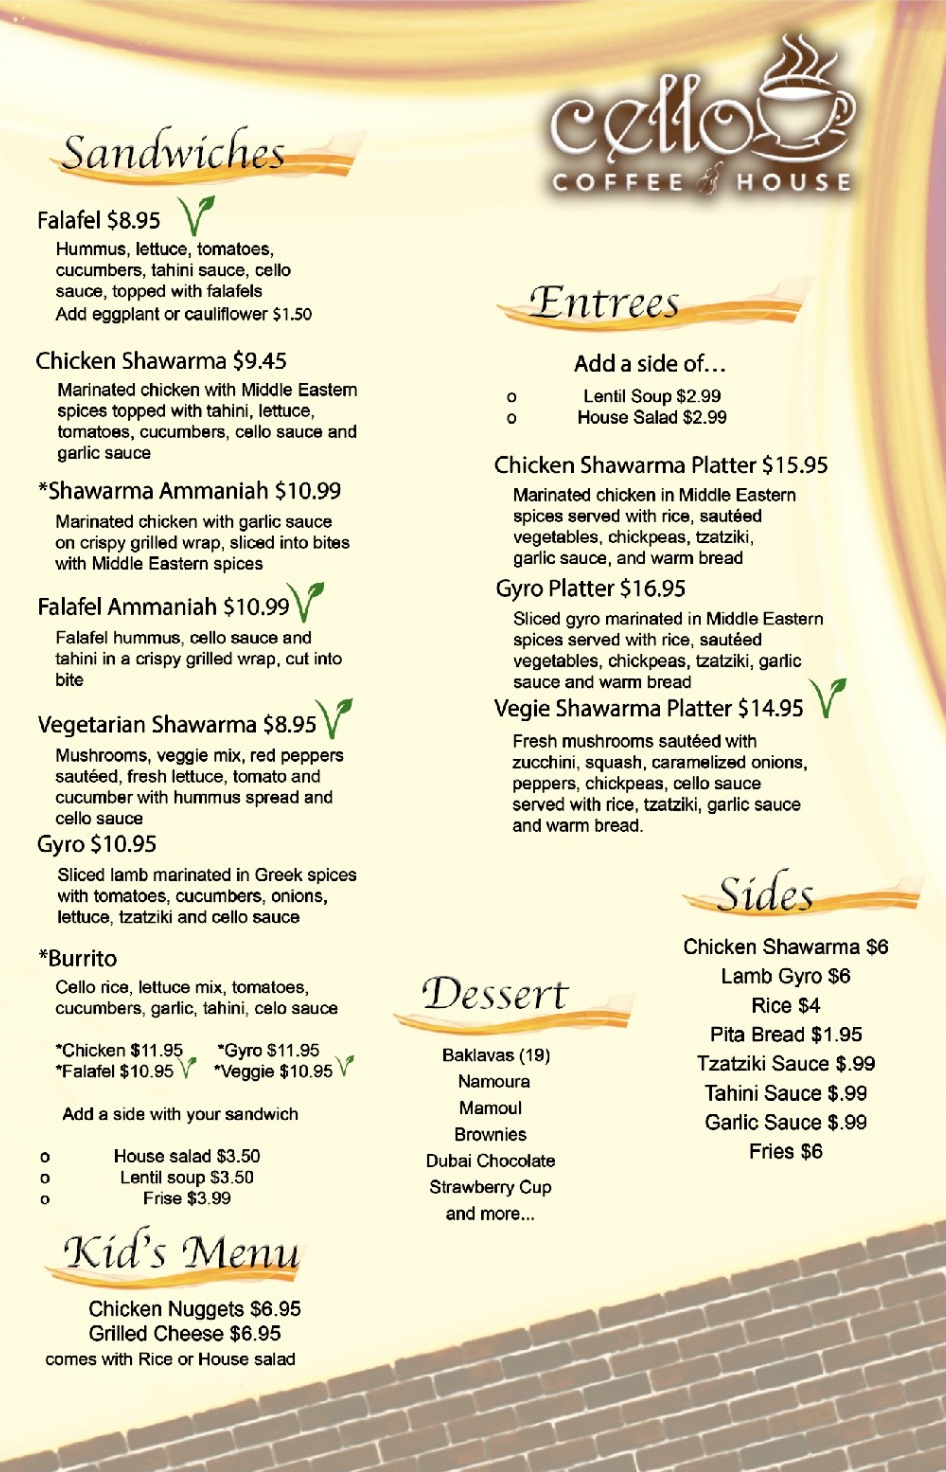 cello
COFFEE & HOUSE
Sandwiches
Falafel $8.95
Hummus, lettuce, tomatoes,
cucumbers, tahini sauce, cello
sauce, topped with falafels
Add eggplant or cauliflower $1.50
Chicken Shawarma $9.45
Marinated chicken with Middle Eastern
spices topped with tahini, lettuce,
tomatoes, cucumbers, cello sauce and
garlic sauce
*Shawarma Ammaniah $10.99
Marinated chicken with garlic sauce
on crispy grilled wrap, sliced into bites
with Middle Eastern spices
Falafel Ammaniah $10.99
Falafel hummus, cello sauce and
tahini in a crispy grilled wrap, cut into
bite
Vegetarian Shawarma $8.95
Mushrooms, veggie mix, red peppers
sautéed, fresh lettuce, tomato and
cucumber with hummus spread and
cello sauce
Gyro $10.95
Sliced lamb marinated in Greek spices
with tomatoes, cucumbers, onions,
lettuce, tzatziki and cello sauce
*Burrito
Cello rice, lettuce mix, tomatoes,
cucumbers, garlic, tahini, celo sauce
*Chicken $11.95 *Gyro $11.95
*Falafel $10.95 *Veggie $10.95
Add a side with your sandwich
o House salad $3.50
o Lentil soup $3.50
o Frise $3.99
Kid's Menu
Chicken Nuggets $6.95
Grilled Cheese $6.95
comes with Rice or House salad
Entrees
Add a side of...
o Lentil Soup $2.99
o House Salad $2.99
Chicken Shawarma Platter $15.95
Marinated chicken in Middle Eastern
spices served with rice, sautéed
vegetables, chickpeas, tzatziki,
garlic sauce, and warm bread
Gyro Platter $16.95
Sliced gyro marinated in Middle Eastern
spices served with rice, sautéed
vegetables, chickpeas, tzatziki, garlic
sauce and warm bread
Vegie Shawarma Platter $14.95
Fresh mushrooms sautéed with
zucchini, squash, caramelized onions,
peppers, chickpeas, cello sauce
served with rice, tzatziki, garlic sauce
and warm bread.
Dessert
Baklavas (19)
Namoura
Mamoul
Brownies
Dubai Chocolate
Strawberry Cup
and more...
Sides
Chicken Shawarma $6
Lamb Gyro $6
Rice $4
Pita Bread $1.95
Tzatziki Sauce $.99
Tahini Sauce $.99
Garlic Sauce $.99
Fries $6